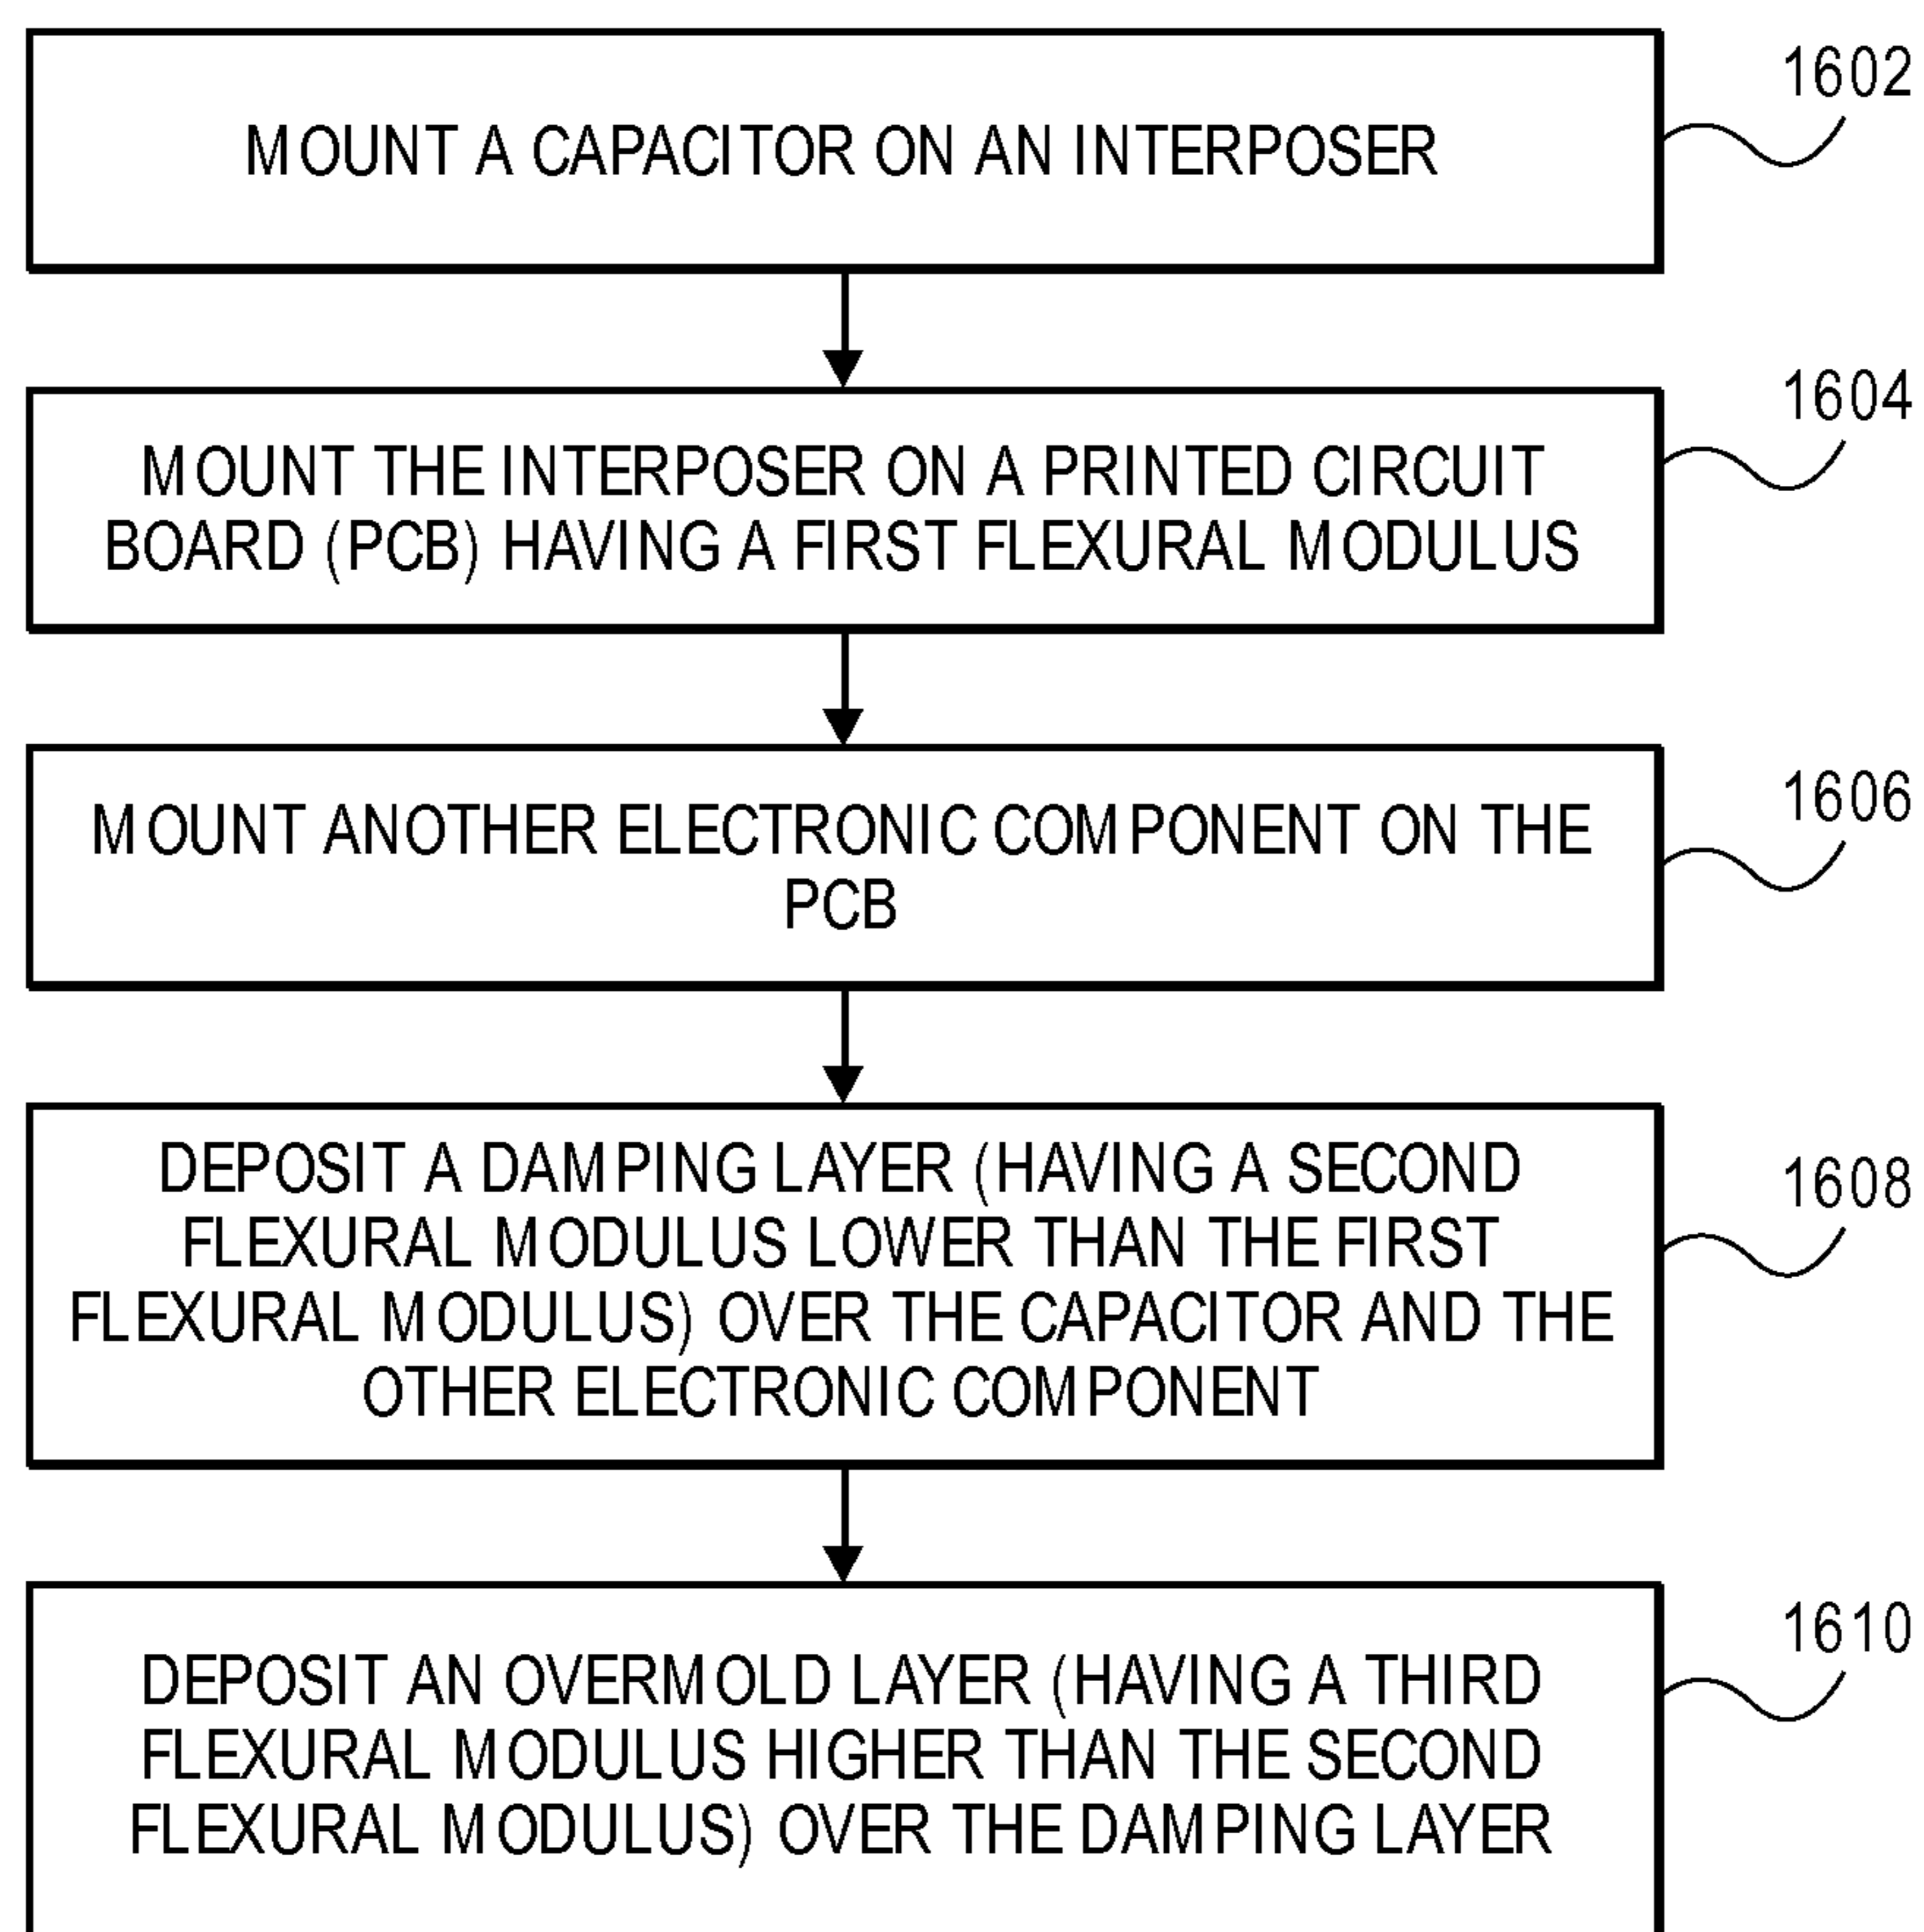 MOUNT A CAPACITOR ON AN INTERPOSER
1602
MOUNT THE INTERPOSER ON A PRINTED CIRCUIT
BOARD (PCB) HAVING A FIRST FLEXURAL MODULUS
1604
MOUNT ANOTHER ELECTRONIC COMPONENT ON THE
PCB
1606
DEPOSIT A DAMPING LAYER (HAVING A SECOND
FLEXURAL MODULUS LOWER THAN THE FIRST
FLEXURAL MODULUS) OVER THE CAPACITOR AND THE
OTHER ELECTRONIC COMPONENT
1608
DEPOSIT AN OVERMOLD LAYER (HAVING A THIRD
FLEXURAL MODULUS HIGHER THAN THE SECOND
FLEXURAL MODULUS) OVER THE DAMPING LAYER
1610